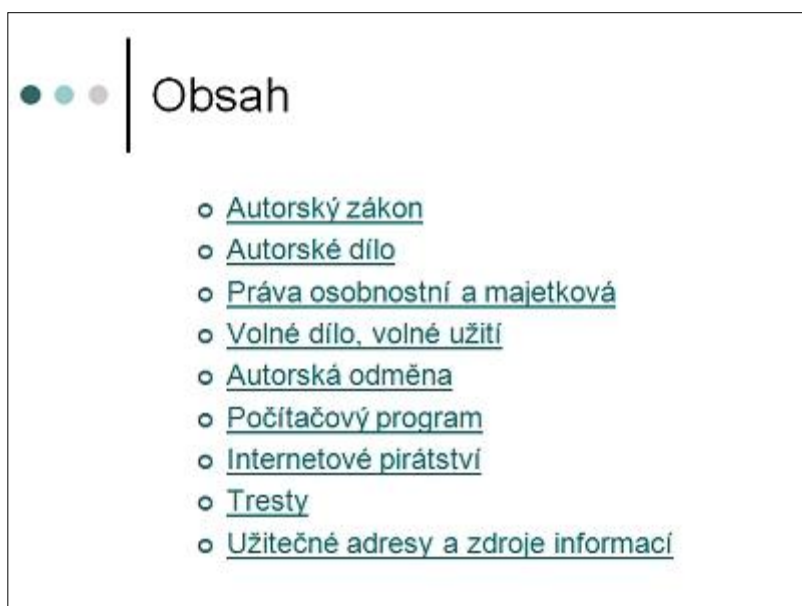 Obsah
Autorský zákon
Autorské dílo
Práva osobnostní a majetková
Volné dílo, volné užití
Autorská odměna
Počítačový program
Internetové pirátství
Tresty
Užitečné adresy a zdroje informací